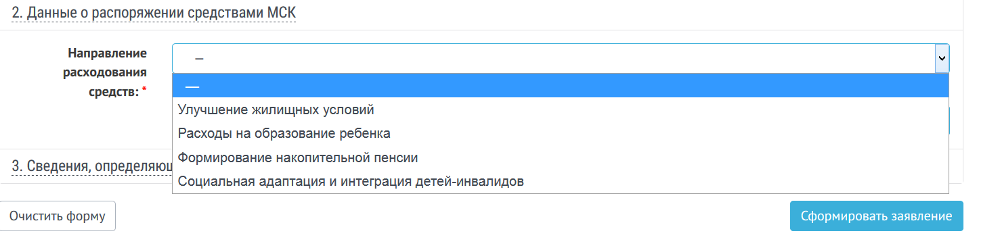 2. Данные о распоряжении средствами МСК
Направление
расходования
средств: *
—
—
Улучшение жилищных условий
Расходы на образование ребенка
Формирование накопительной пенсии
Социальная адаптация и интеграция детей-инвалидов
3. Сведения, определяющ
Очистить форму
Сформировать заявление